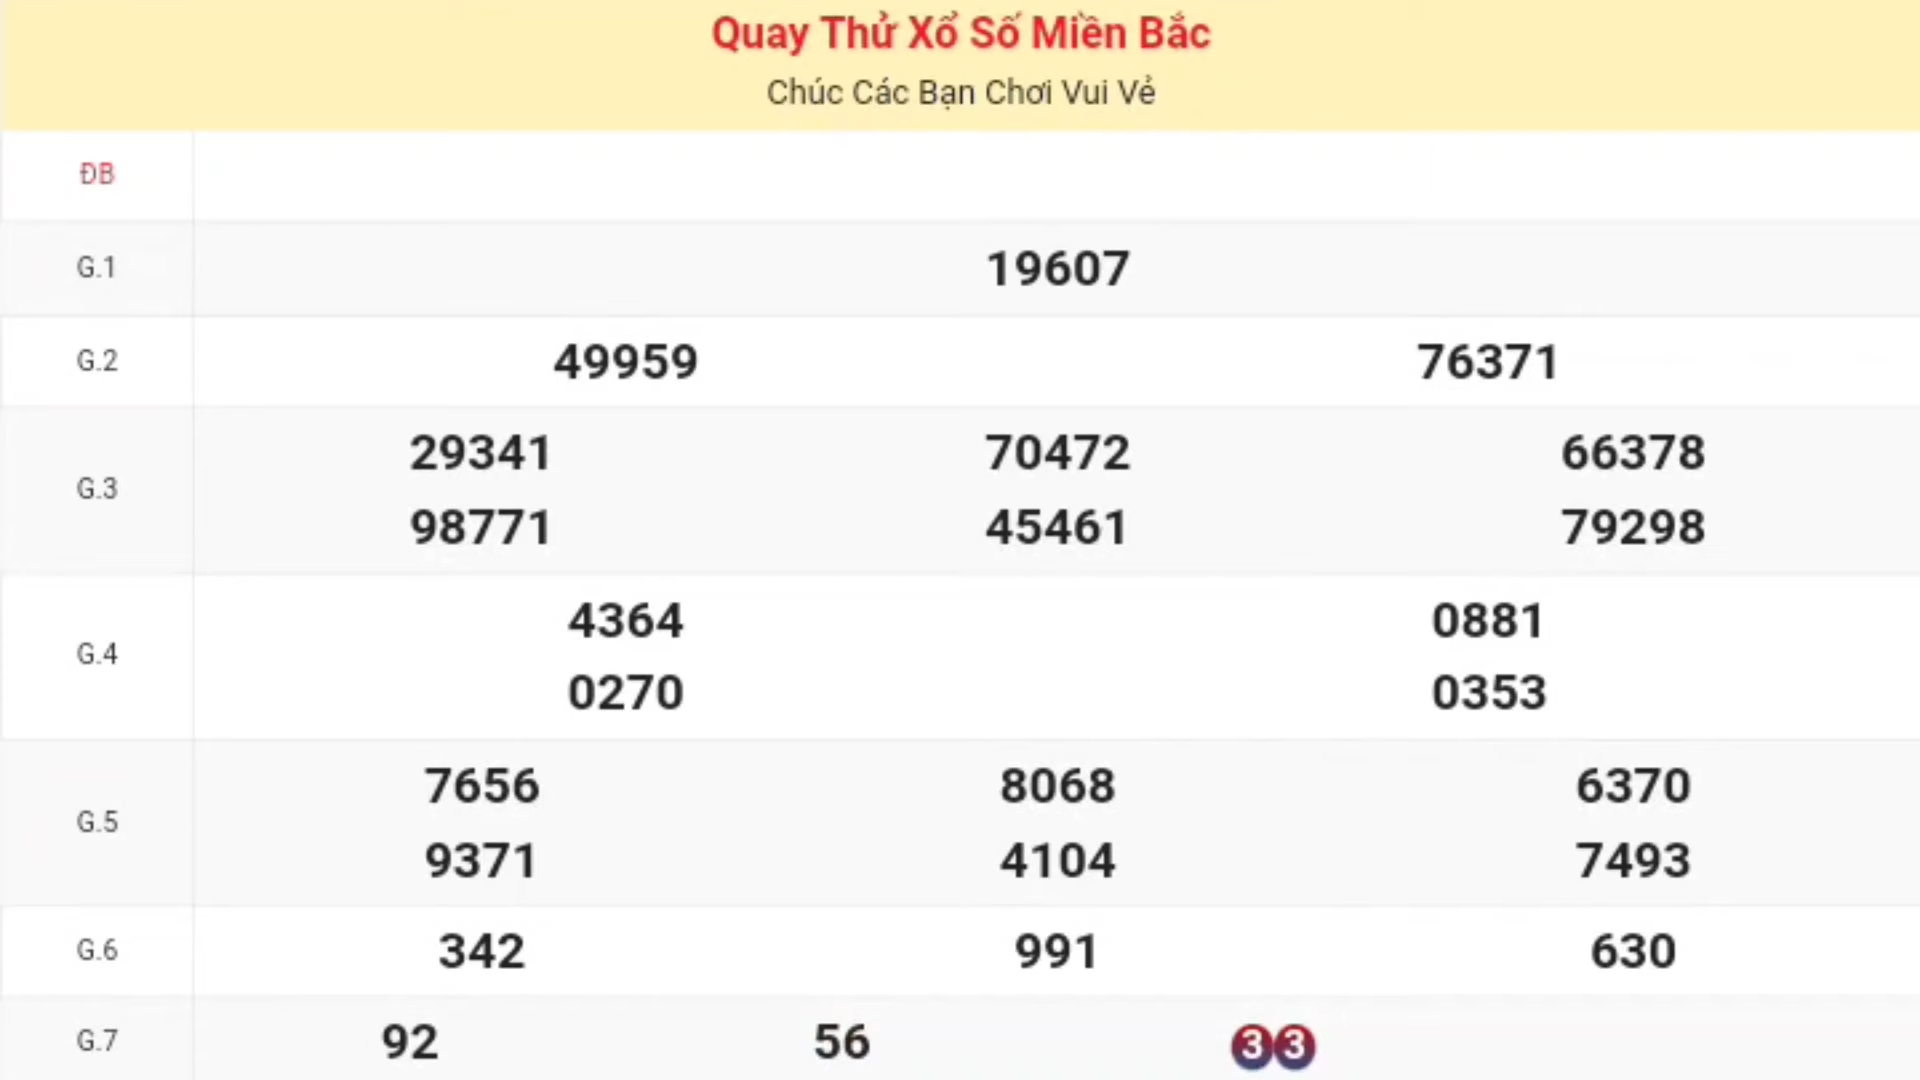 Quay Thử Xổ Số Miền Bắc
Chúc Các Bạn Chơi Vui Vẻ
ĐB
G.1 19607
G.2 49959 76371
G.3 29341 70472 66378
98771 45461 79298
G.4 4364 0881
0270 0353
G.5 7656 8068 6370
9371 4104 7493
G.6 342 991 630
G.7 92 56 33